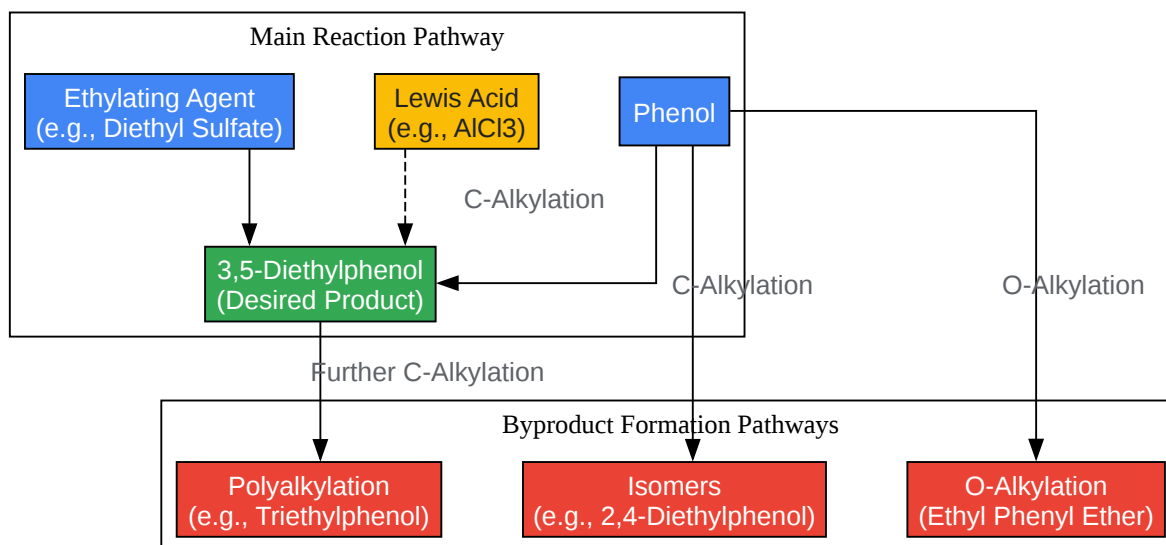 Main Reaction Pathway
Ethylating Agent
(e.g., Diethyl Sulfate)
Lewis Acid
(e.g., AlCl3)
Phenol
C-Alkylation
3,5-Diethylphenol
(Desired Product)
C-Alkylation
O-Alkylation
Further C-Alkylation
Byproduct Formation Pathways
Polyalkylation
(e.g., Triethylphenol)
Isomers
(e.g., 2,4-Diethylphenol)
O-Alkylation
(Ethyl Phenyl Ether)